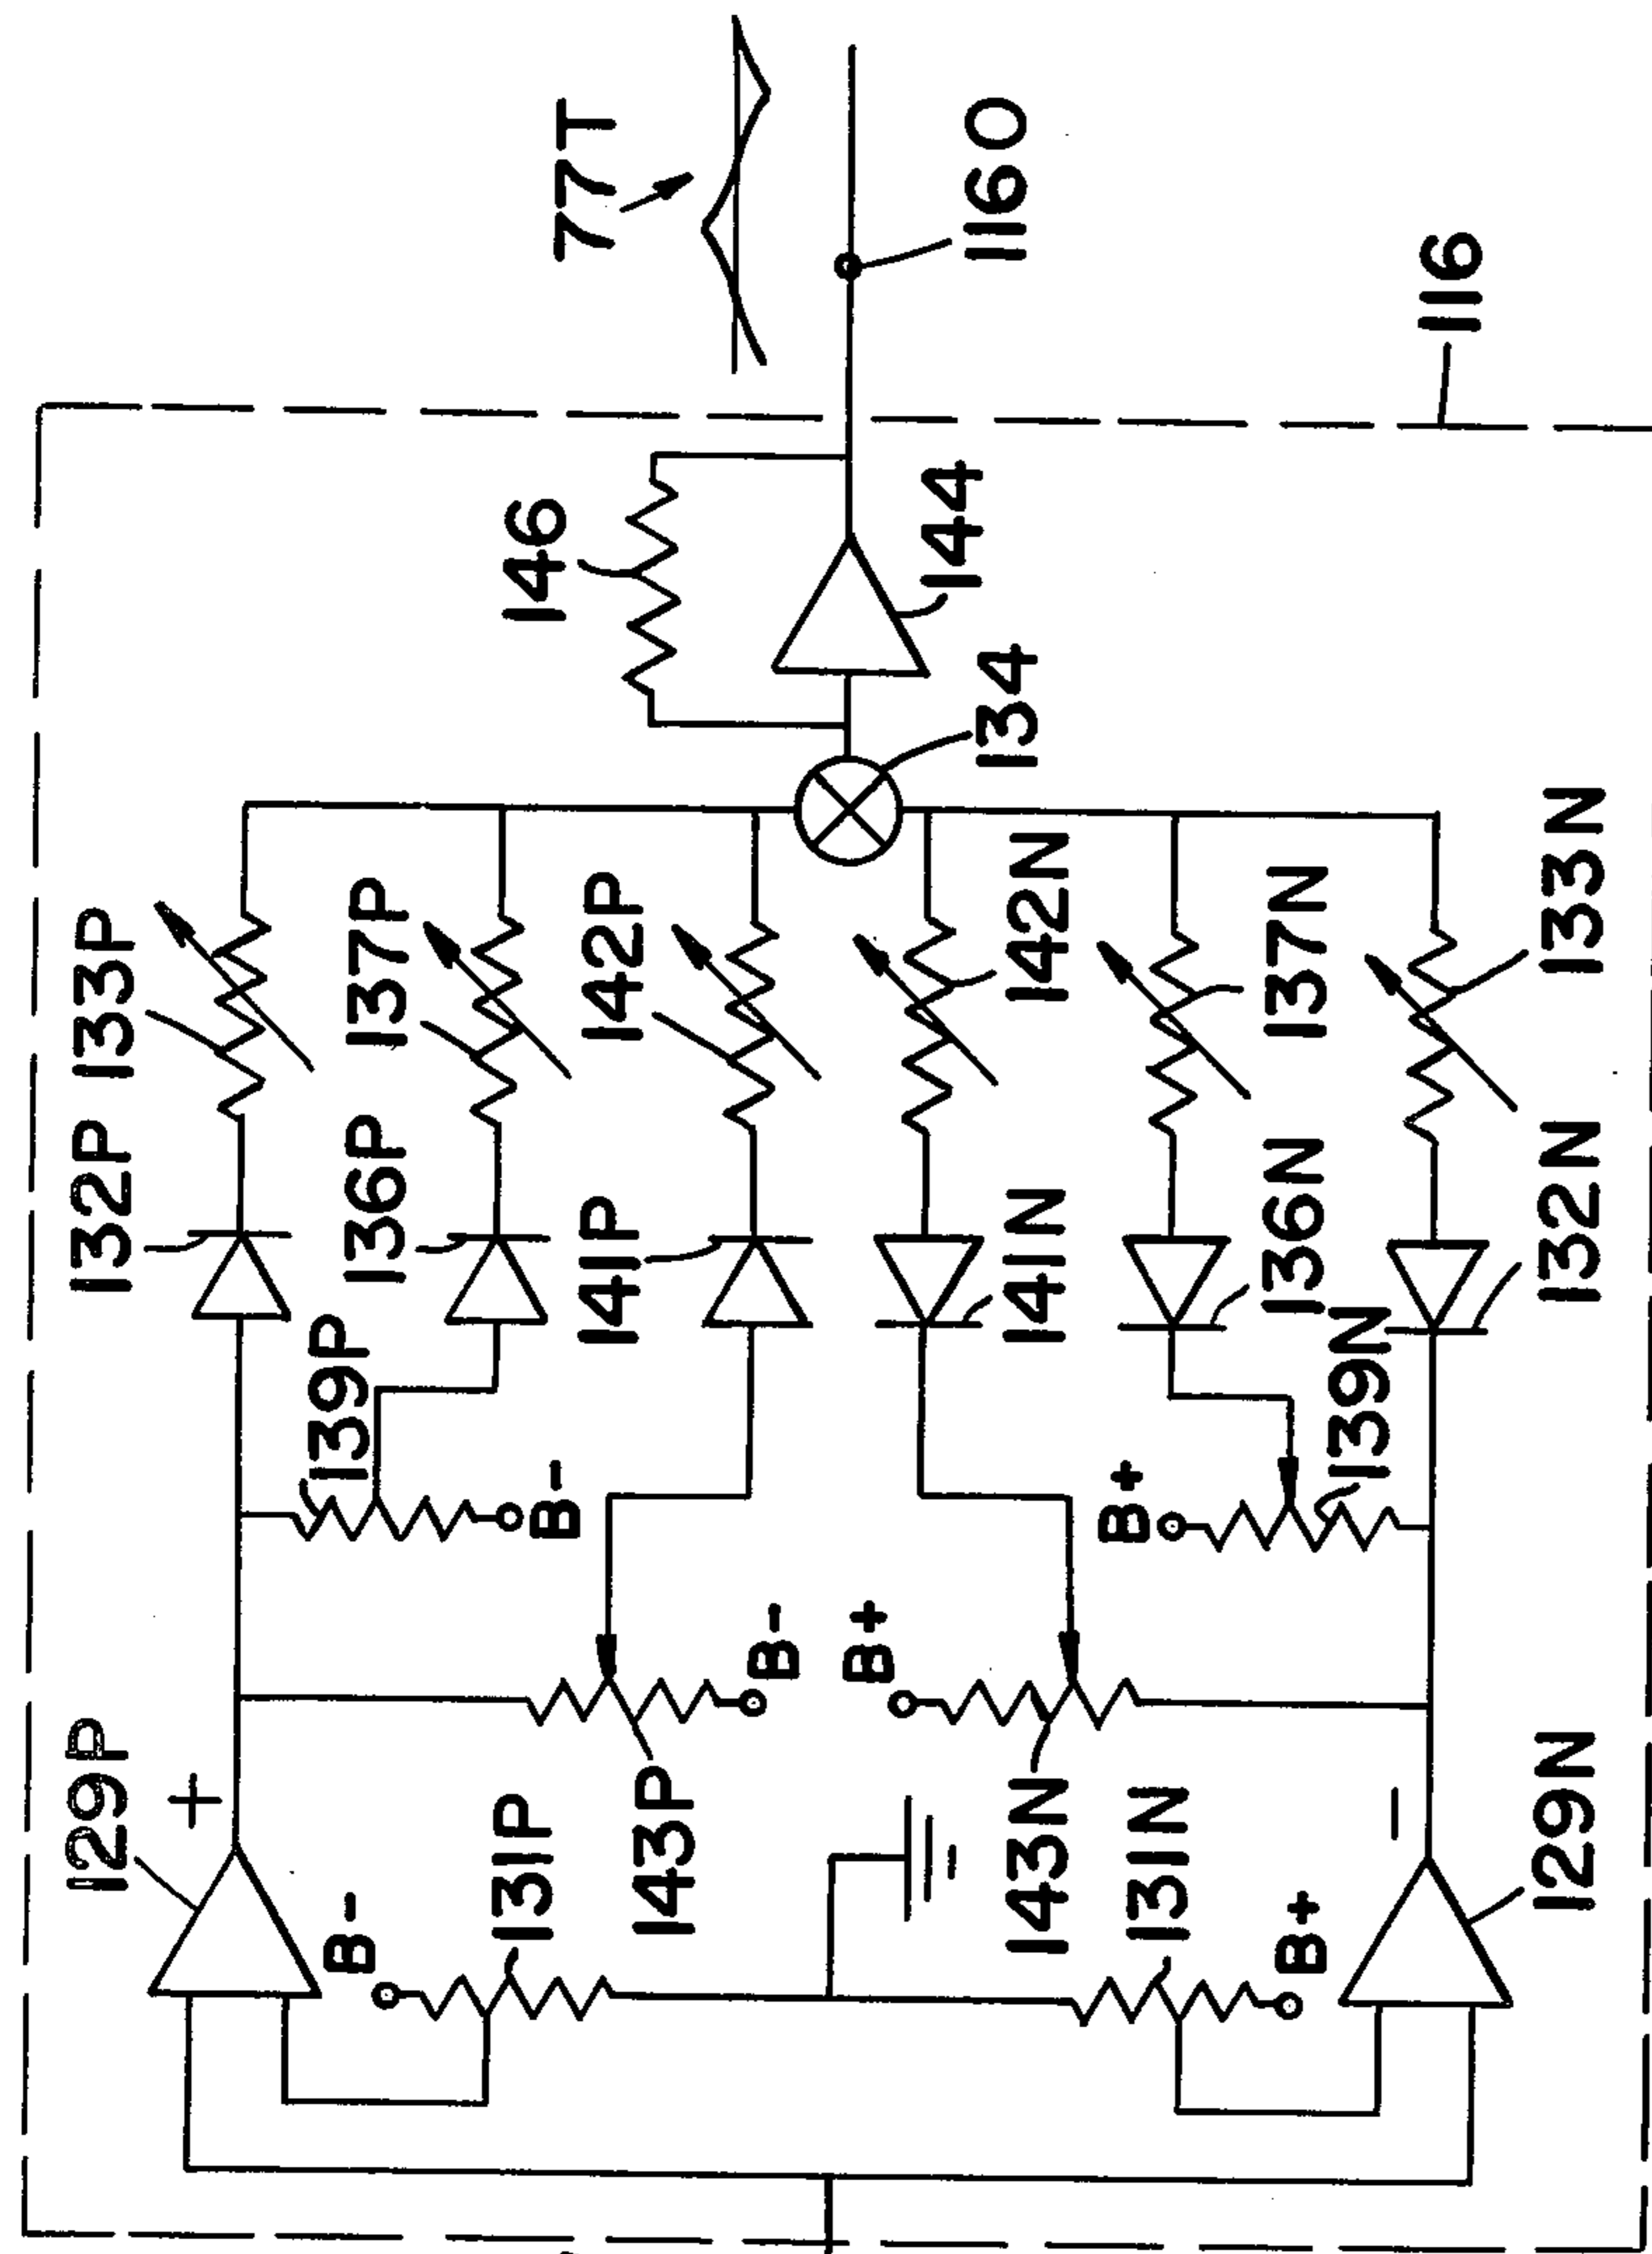 77T
1160
116
146
144
134
133P
137P
142P
142N
137N
133N
132P
136P
141P
141N
136N
132N
139P
139N
B-
B+
B-
B+
129P
+
143P
131P
143N
131N
−
129N
B-
B+